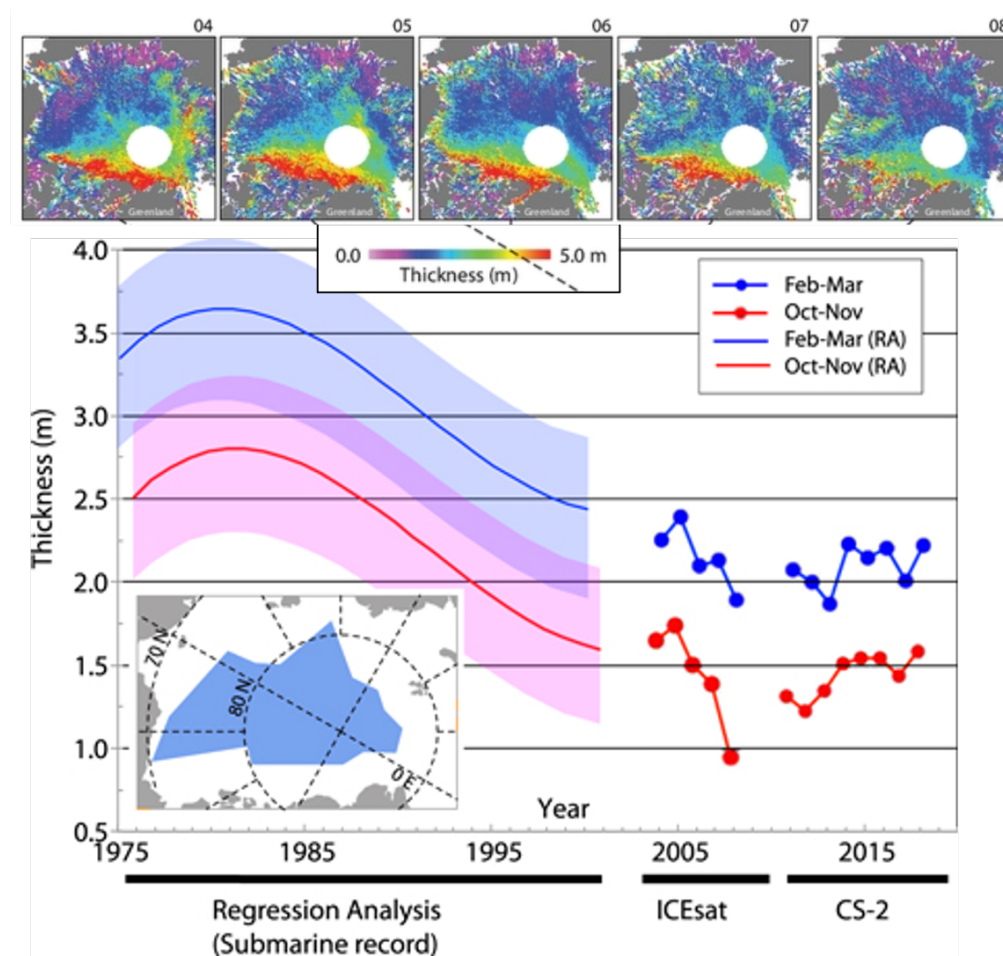 04
05
06
07
08
Greenland
Greenland
Greenland
Greenland
Greenland
0.0
5.0 m
Thickness (m)
4.0
3.5
3.0
2.5
2.0
1.5
1.0
0.5
Thickness (m)
Feb-Mar
Oct-Nov
Feb-Mar (RA)
Oct-Nov (RA)
70 N
80 N
0 E
Year
1975
1985
1995
2005
2015
Regression Analysis
(Submarine record)
ICEsat
CS-2